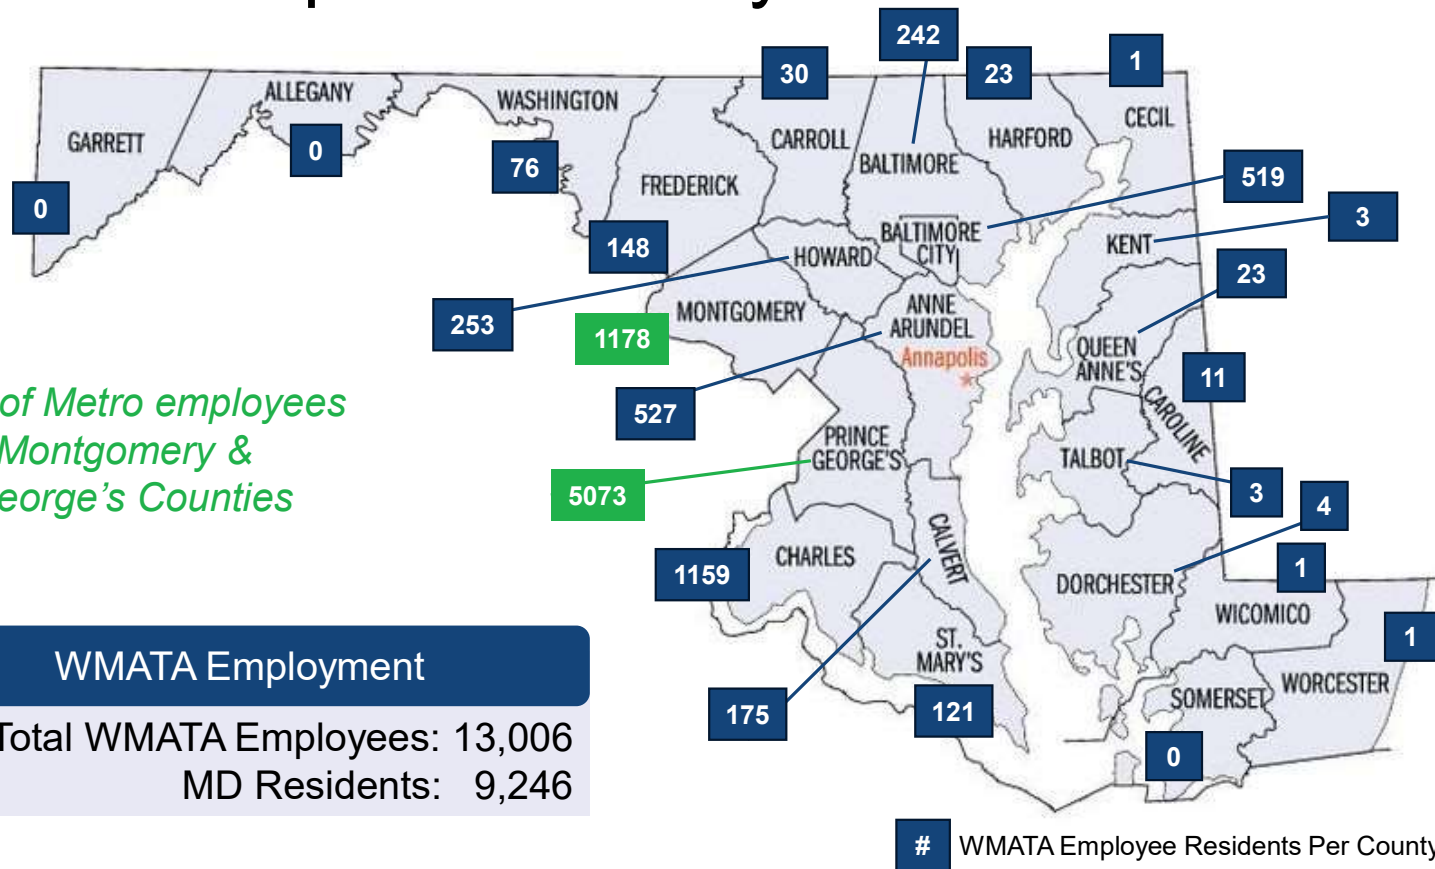 242
30
23
1
ALLEGANY
WASHINGTON
CECIL
GARRETT
CARROLL
HARFORD
0
76
BALTIMORE
519
FREDERICK
0
3
148
BALTIMORE
CITY
KENT
HOWARD
23
253
MONTGOMERY
ANNE
ARUNDEL
1178
Annapolis
*
QUEEN
ANNE'S
11
of Metro employees
Montgomery &
eorge's Counties
527
CAROLINE
PRINCE
GEORGE'S
TALBOT
5073
3
4
CALVERT
CHARLES
1159
DORCHESTER
1
WICOMICO
1
ST.
MARY'S
WMATA Employment
SOMERSET
WORCESTER
175
121
Total WMATA Employees: 13,006
0
MD Residents: 9,246
# WMATA Employee Residents Per County